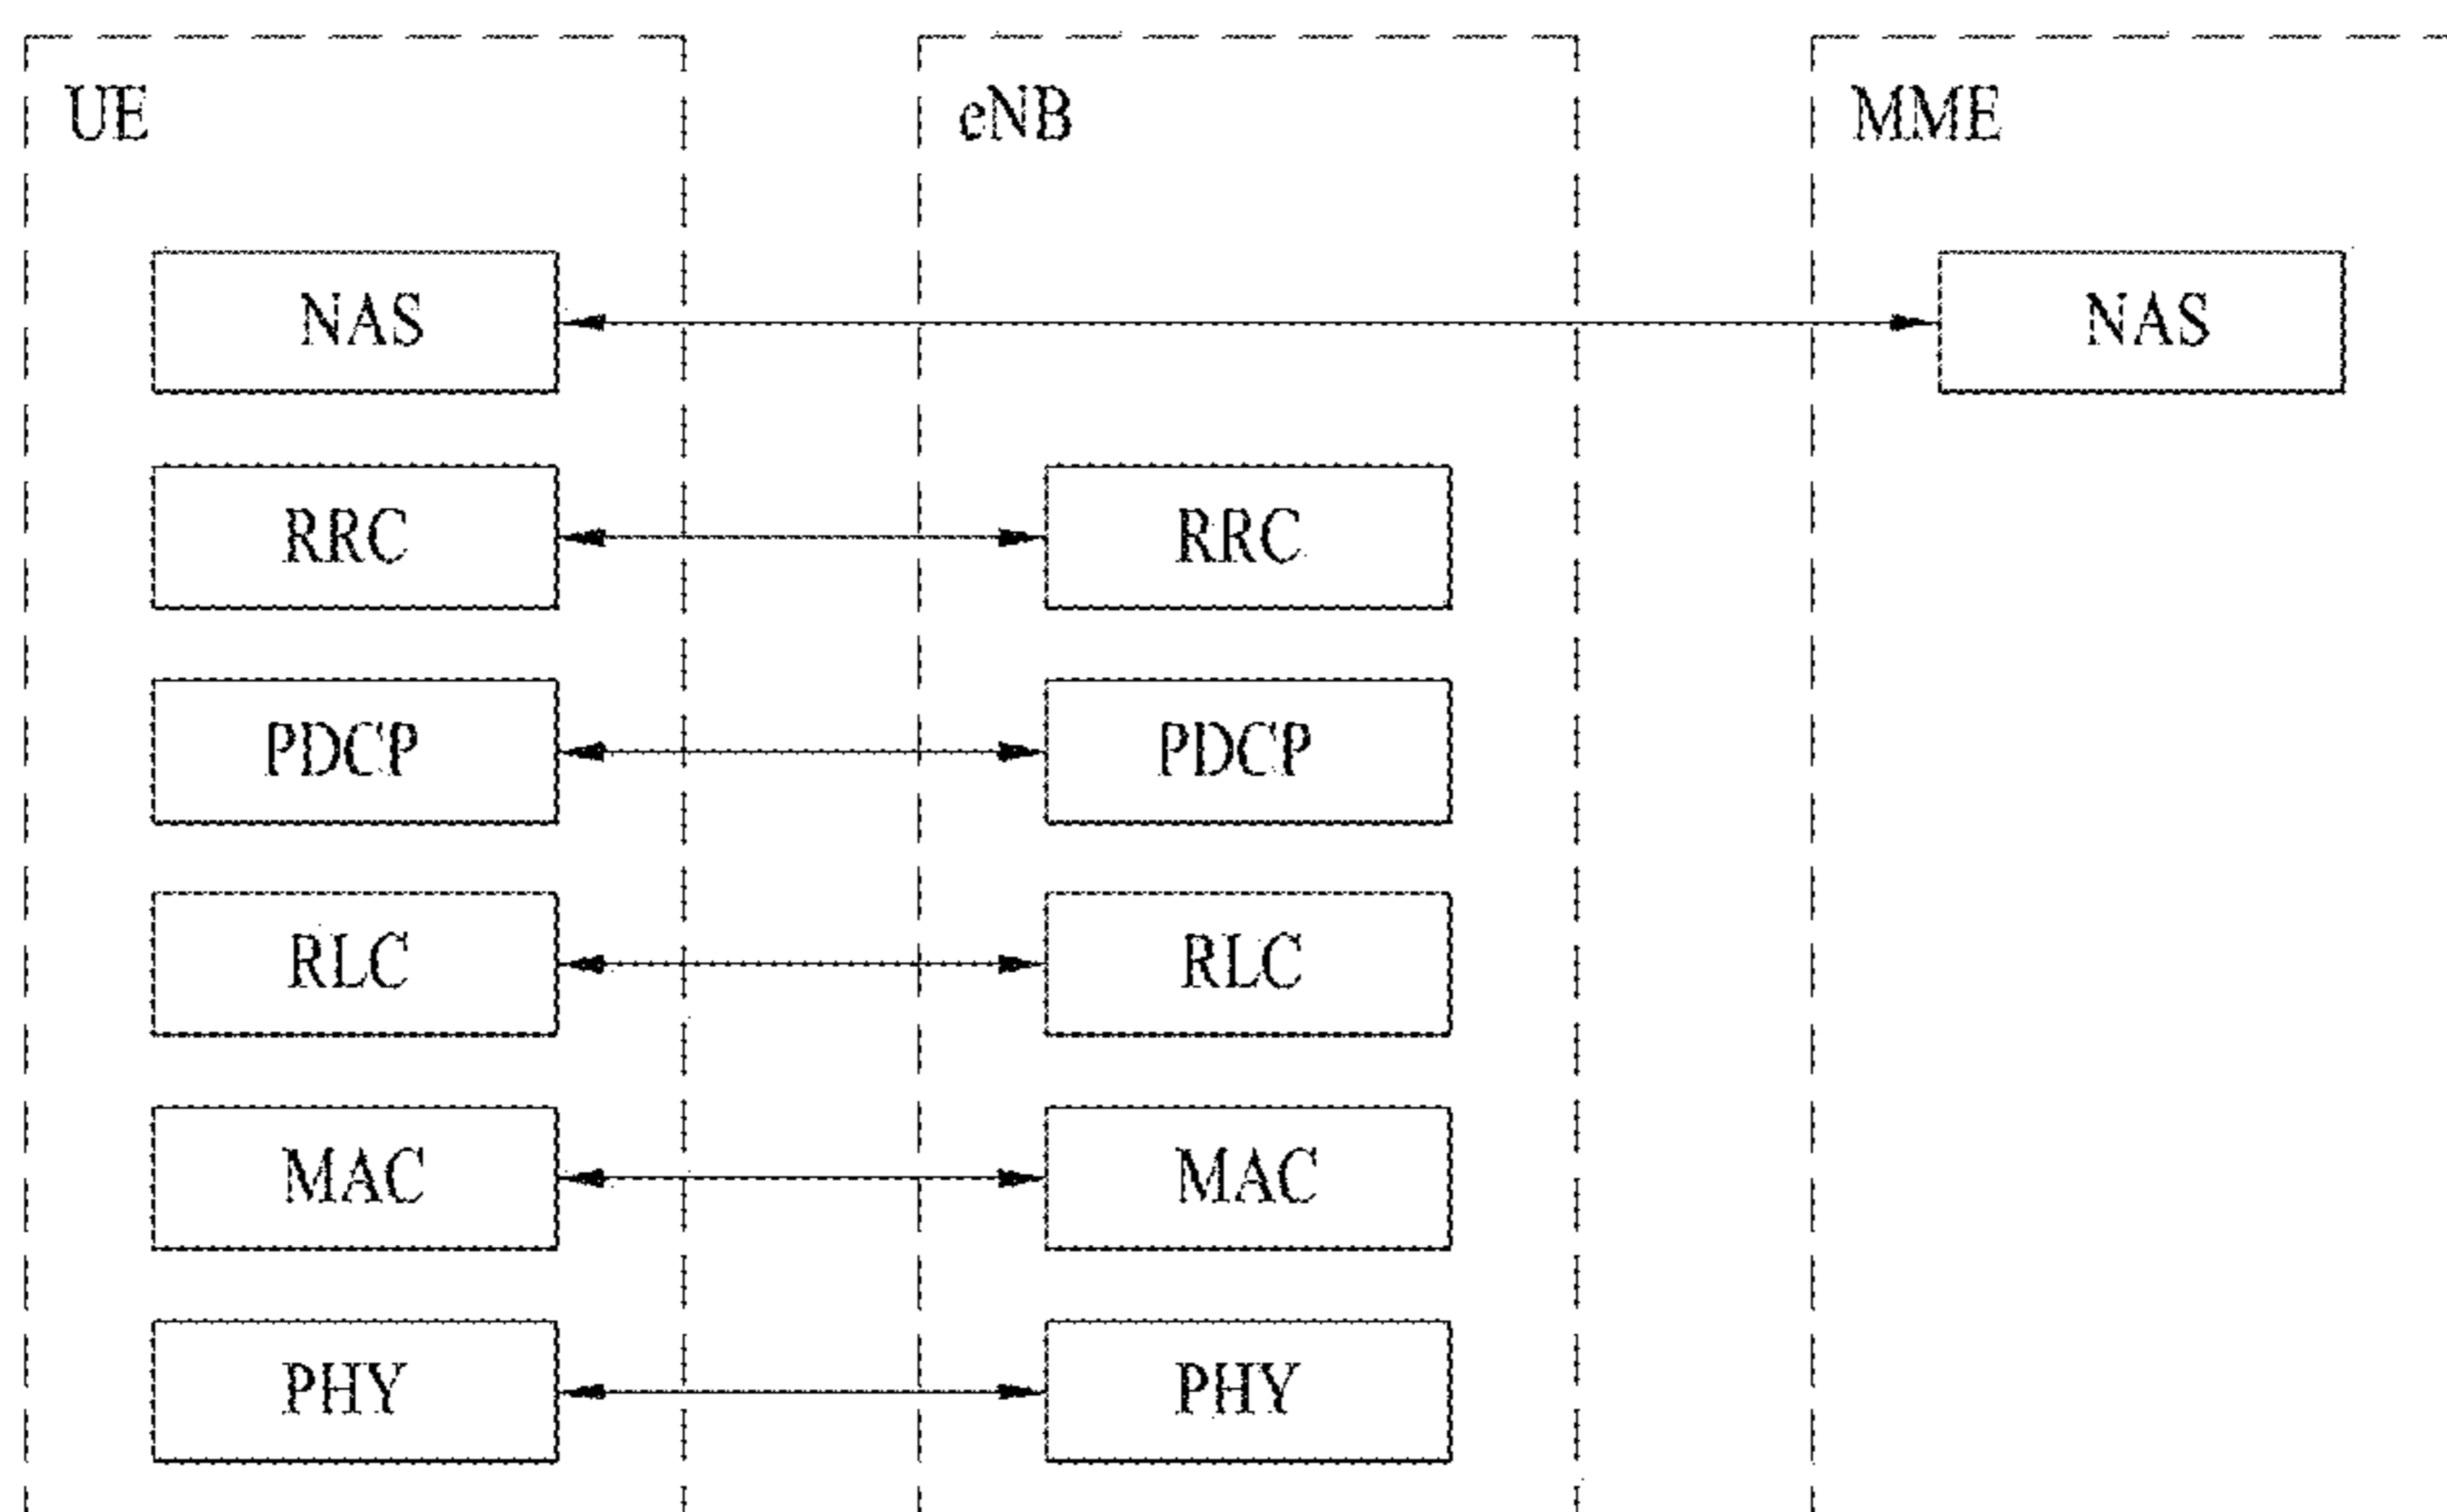 UE eNB MME
NAS NAS
RRC RRC
PDCP PDCP
RLC RLC
MAC MAC
PHY PHY